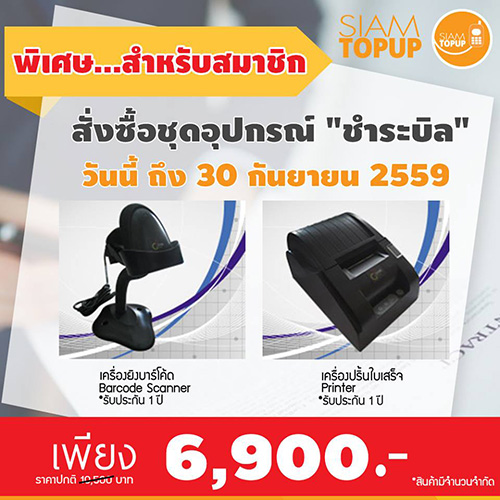 SIAM
TOPUP
SIAM
TOPUP
พิเศษ...สำหรับสมาชิก
สั่งซื้อชุดอุปกรณ์ "ชำระบิล"
วันนี้ ถึง 30 กันยายน 2559
เครื่องยิงบาร์โค้ด
Barcode Scanner
*รับประกัน 1 ปี
เครื่องปริ้นใบเสร็จ
Printer
*รับประกัน 1 ปี
เพียง 6,900.-
ราคาปกติ 10,500 บาท
*สินค้ามีจำนวนจำกัด